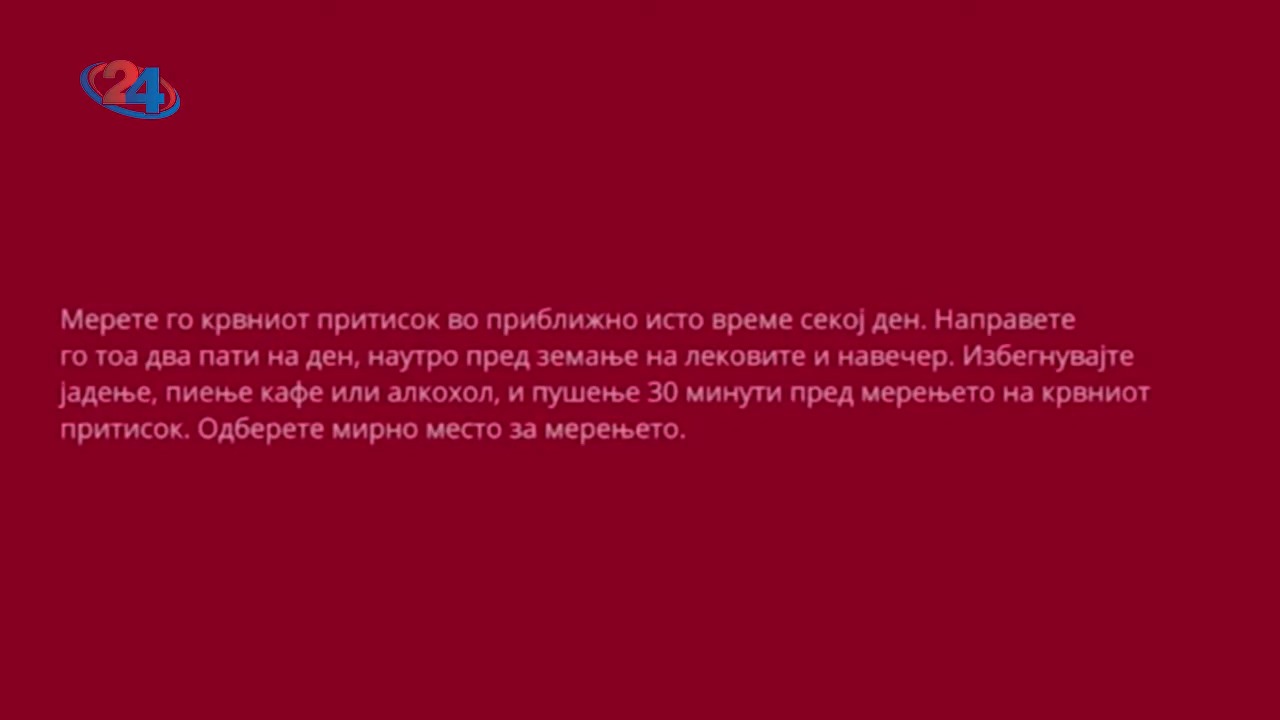 24
Мерете го крвниот притисок во приближно исто време секој ден. Направете
го тоа два пати на ден, наутро пред земање на лековите и навечер. Избегнувајте
јадење, пиење кафе или алкохол, и пушење 30 минути пред мерењето на крвниот
притисок. Одберете мирно место за мерењето.